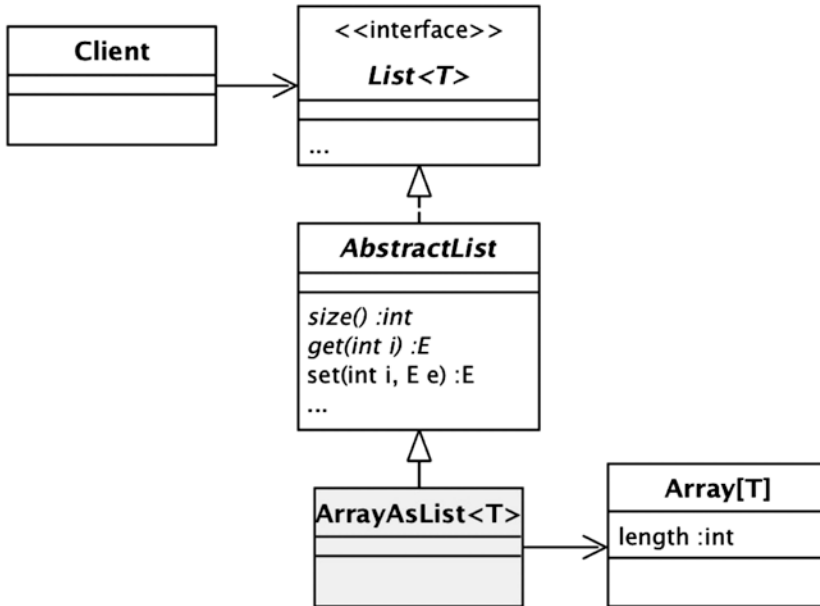 Client
<<interface>>
List<T>
...
AbstractList
size() :int
get(int i) :E
set(int i, E e) :E
...
ArrayAsList<T>
Array[T]
length :int